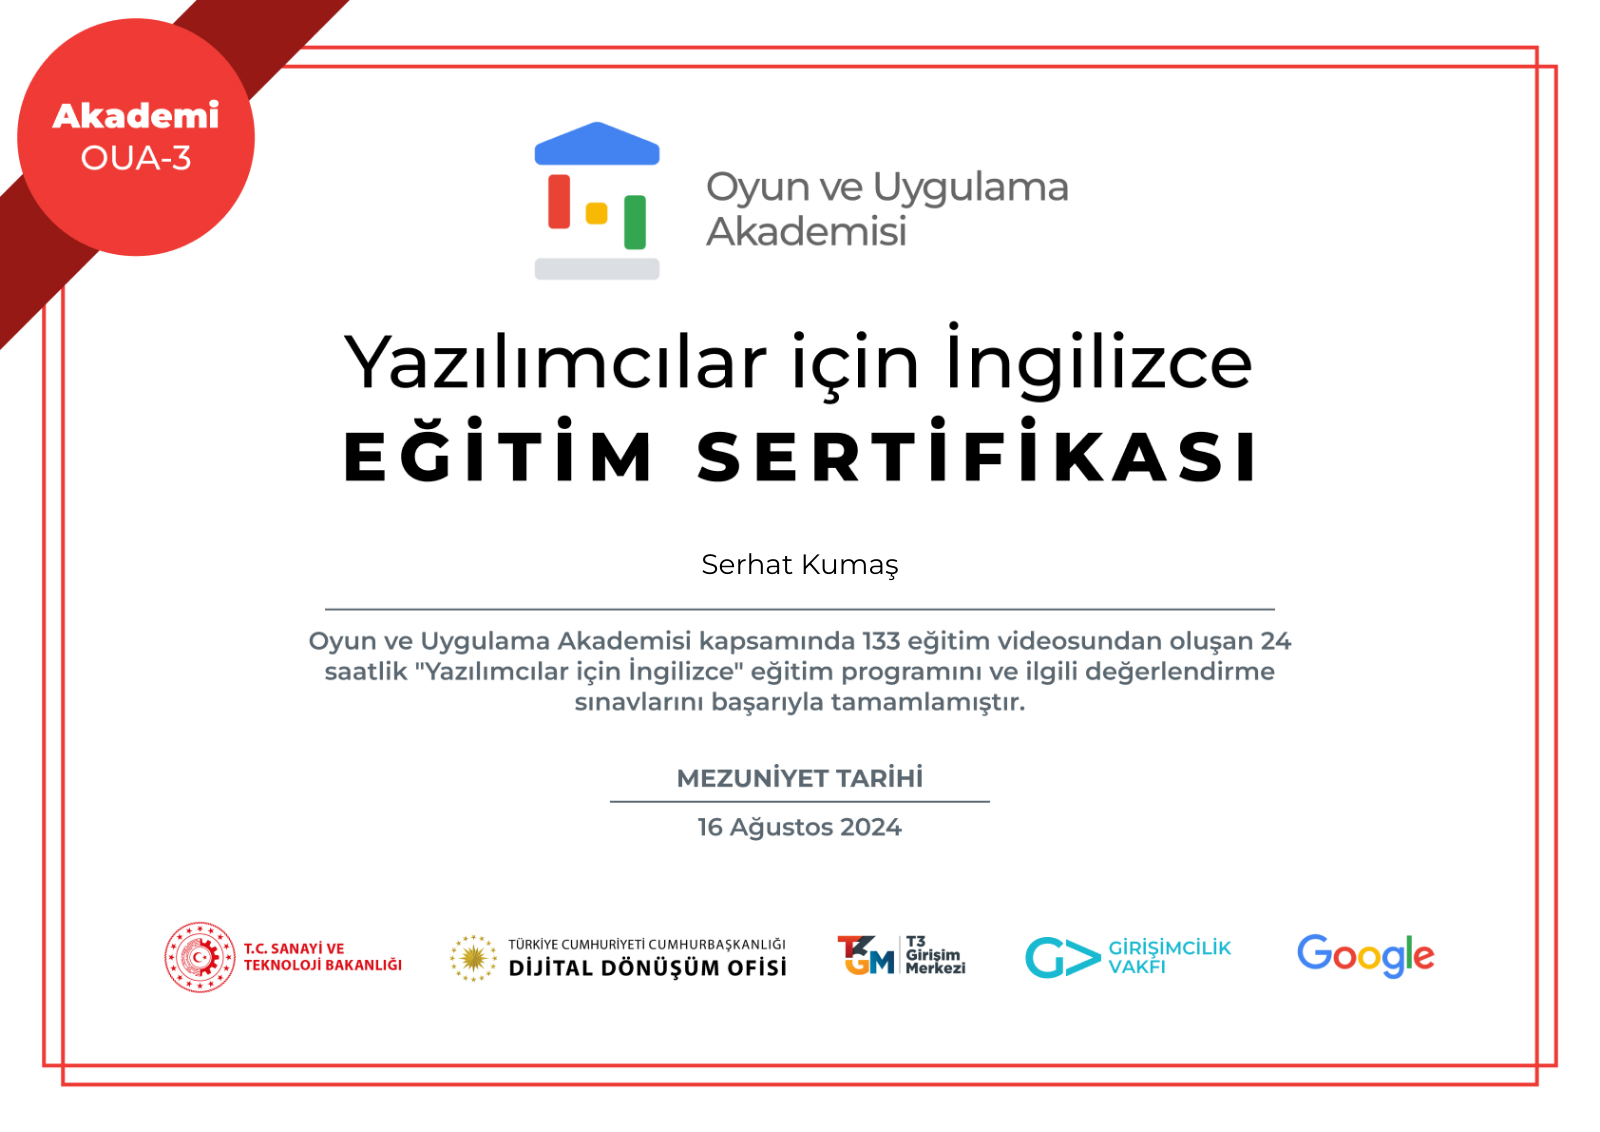 Akademi
OUA-3
Oyun ve Uygulama
Akademisi
Yazılımcılar için İngilizce
EĞİTİM SERTİFİKASI
Serhat Kumaş
Oyun ve Uygulama Akademisi kapsamında 133 eğitim videosundan oluşan 24
saatlik "Yazılımcılar için İngilizce" eğitim programını ve ilgili değerlendirme
sınavlarını başarıyla tamamlamıştır.
MEZUNİYET TARİHİ
16 Ağustos 2024
T.C. SANAYİ VE
TEKNOLOJİ BAKANLIĞI
TÜRKİYE CUMHURİYETİ CUMHURBAŞKANLIĞI
DİJİTAL DÖNÜŞÜM OFİSİ
T3GM
T3
Girişim
Merkezi
GİRİŞİMCİLİK
VAKFI
Google